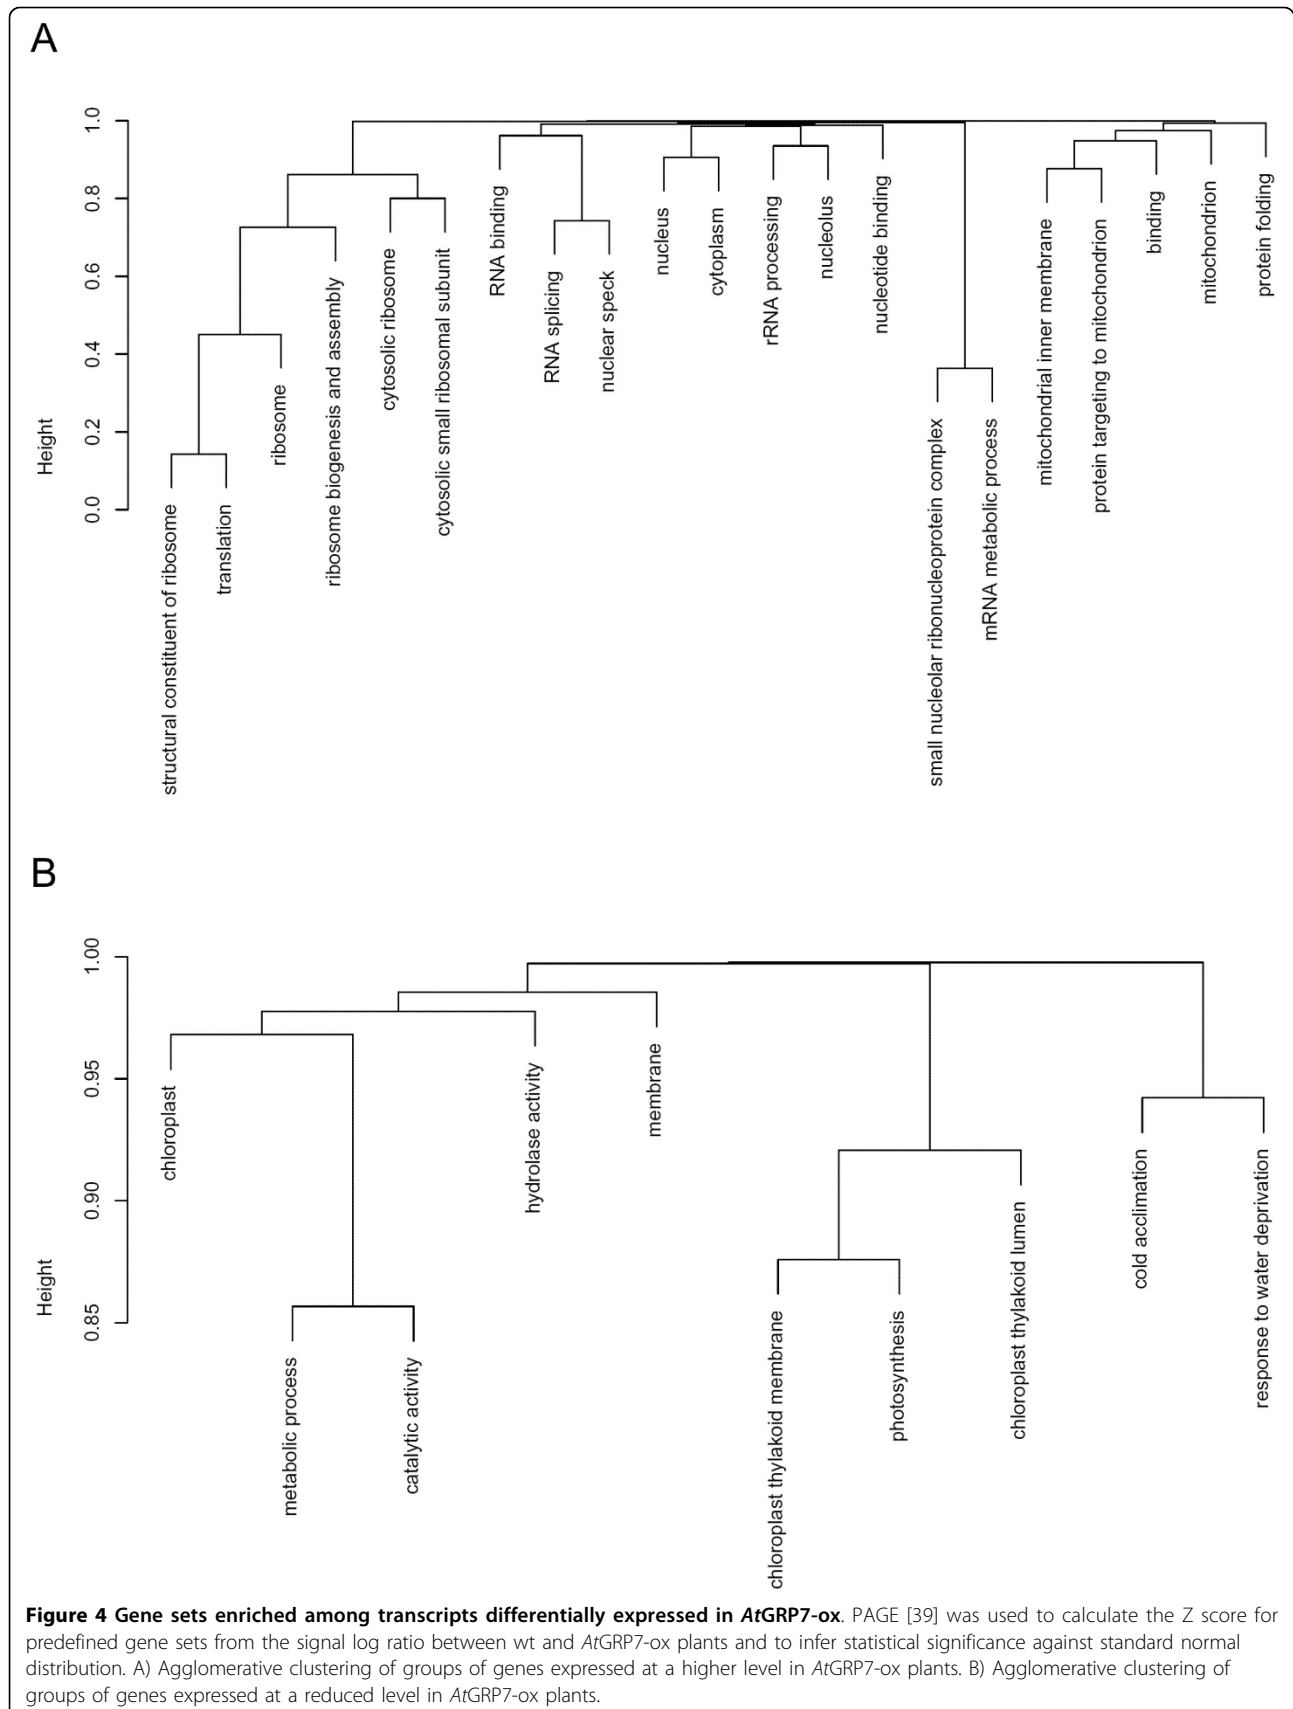 A
Height
0.0
0.2
0.4
0.6
0.8
1.0
structural constituent of ribosome
translation
ribosome
ribosome biogenesis and assembly
cytosolic ribosome
cytosolic small ribosomal subunit
RNA binding
RNA splicing
nuclear speck
nucleus
cytoplasm
rRNA processing
nucleolus
nucleotide binding
small nucleolar ribonucleoprotein complex
mRNA metabolic process
mitochondrial inner membrane
protein targeting to mitochondrion
binding
mitochondrion
protein folding
B
Height
0.85
0.90
0.95
1.00
chloroplast
metabolic process
catalytic activity
hydrolase activity
membrane
chloroplast thylakoid membrane
photosynthesis
chloroplast thylakoid lumen
cold acclimation
response to water deprivation
Figure 4 Gene sets enriched among transcripts differentially expressed in AtGRP7-ox. PAGE [39] was used to calculate the Z score for
predefined gene sets from the signal log ratio between wt and AtGRP7-ox plants and to infer statistical significance against standard normal
distribution. A) Agglomerative clustering of groups of genes expressed at a higher level in AtGRP7-ox plants. B) Agglomerative clustering of
groups of genes expressed at a reduced level in AtGRP7-ox plants.